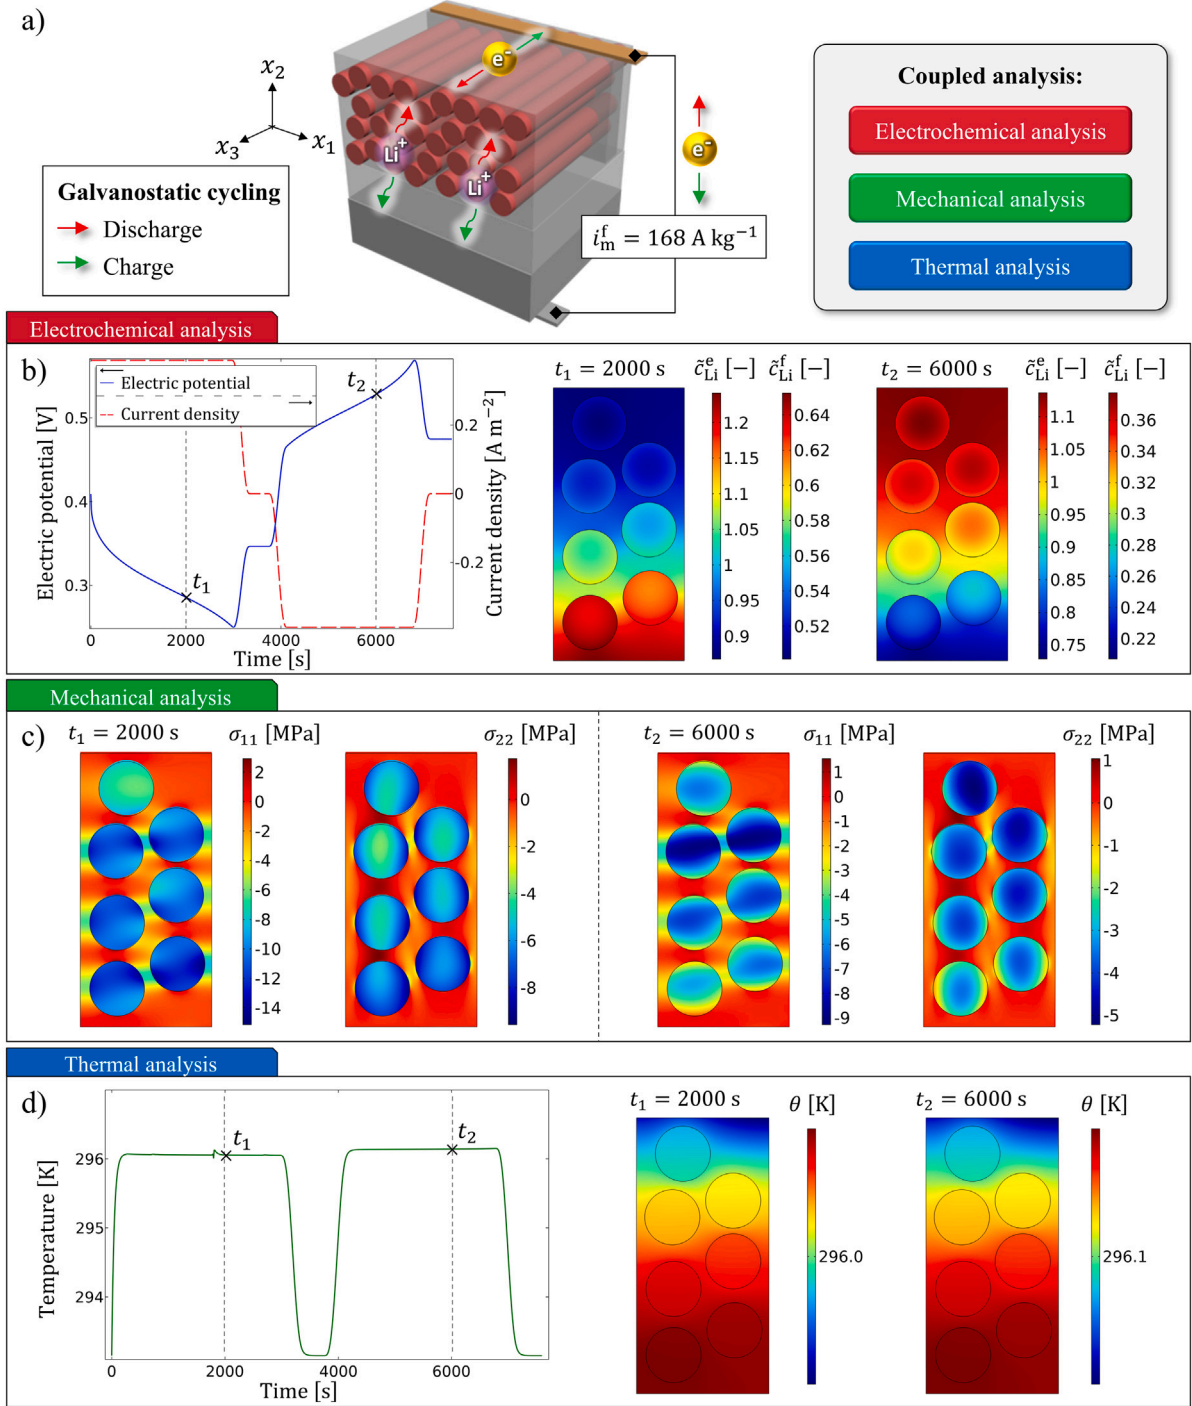 a)
x₂
x₁
x₃
e⁻
Li⁺
Li⁺
e⁻
Galvanostatic cycling
Discharge
Charge
iₘᶠ = 168 A kg⁻¹
Coupled analysis:
Electrochemical analysis
Mechanical analysis
Thermal analysis
Electrochemical analysis
b)
Electric potential
Current density
t₁
t₂
Electric potential [V]
0.5
0.4
0.3
0
2000
4000
6000
Time [s]
0.2
0
-0.2
Current density [A m⁻²]
t₁ = 2000 s
c̃ᵉLi [−]
c̃ᶠLi [−]
1.2
1.15
1.1
1.05
1
0.95
0.9
0.64
0.62
0.6
0.58
0.56
0.54
0.52
t₂ = 6000 s
c̃ᵉLi [−]
c̃ᶠLi [−]
1.1
1.05
1
0.95
0.9
0.85
0.8
0.75
0.36
0.34
0.32
0.3
0.28
0.26
0.24
0.22
Mechanical analysis
c)
t₁ = 2000 s
σ₁₁ [MPa]
2
0
-2
-4
-6
-8
-10
-12
-14
σ₂₂ [MPa]
0
-2
-4
-6
-8
t₂ = 6000 s
σ₁₁ [MPa]
1
0
-1
-2
-3
-4
-5
-6
-7
-8
-9
σ₂₂ [MPa]
1
0
-1
-2
-3
-4
-5
Thermal analysis
d)
t₁
t₂
Temperature [K]
296
295
294
0
2000
4000
6000
Time [s]
t₁ = 2000 s
θ [K]
296.0
t₂ = 6000 s
θ [K]
296.1